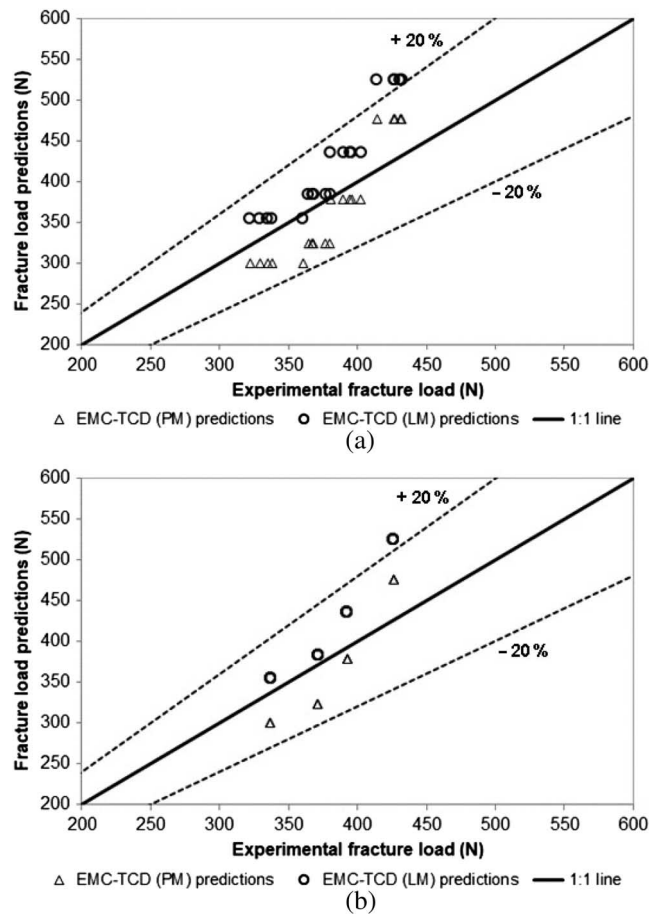 600
550
500
450
400
350
300
250
200
Fracture load predictions (N)
+ 20 %
– 20 %
200 250 300 350 400 450 500 550 600
Experimental fracture load (N)
EMC-TCD (PM) predictions EMC-TCD (LM) predictions 1:1 line
(a)
600
550
500
450
400
350
300
250
200
Fracture load predictions (N)
+ 20 %
– 20 %
200 250 300 350 400 450 500 550 600
Experimental fracture load (N)
EMC-TCD (PM) predictions EMC-TCD (LM) predictions 1:1 line
(b)